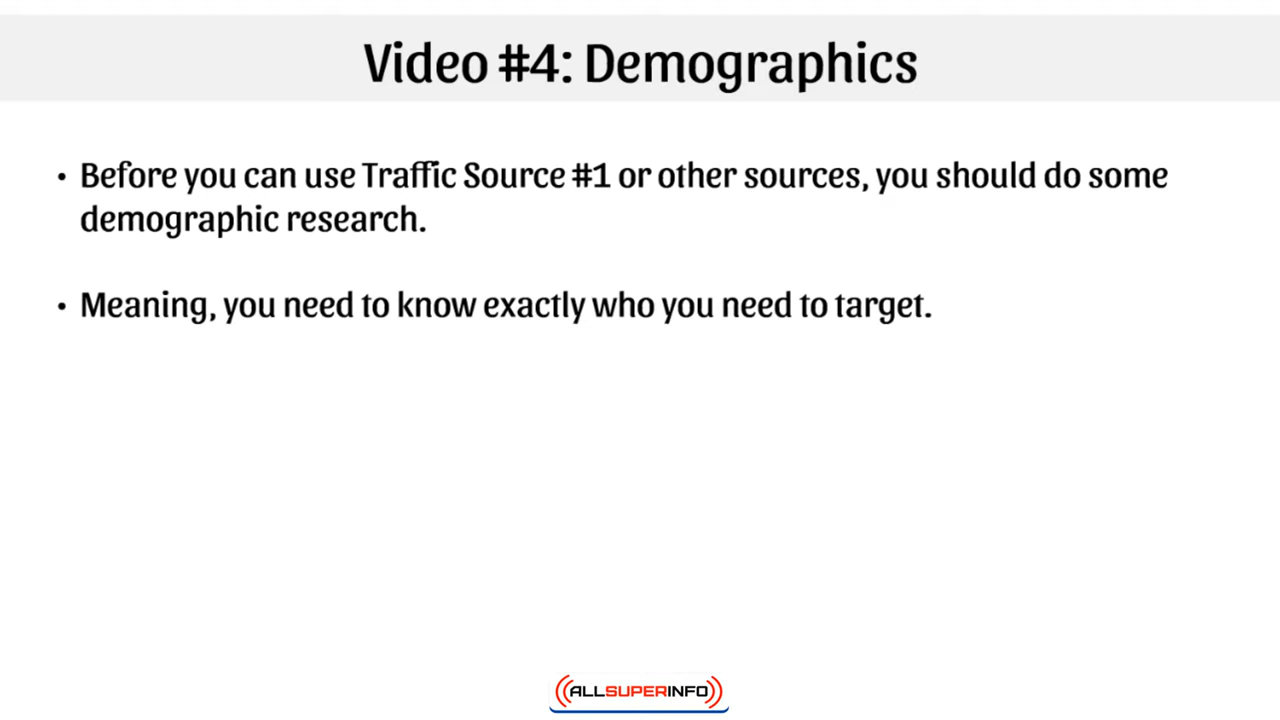 Video #4: Demographics
• Before you can use Traffic Source #1 or other sources, you should do some
demographic research.
• Meaning, you need to know exactly who you need to target.
ALLSUPERINFO